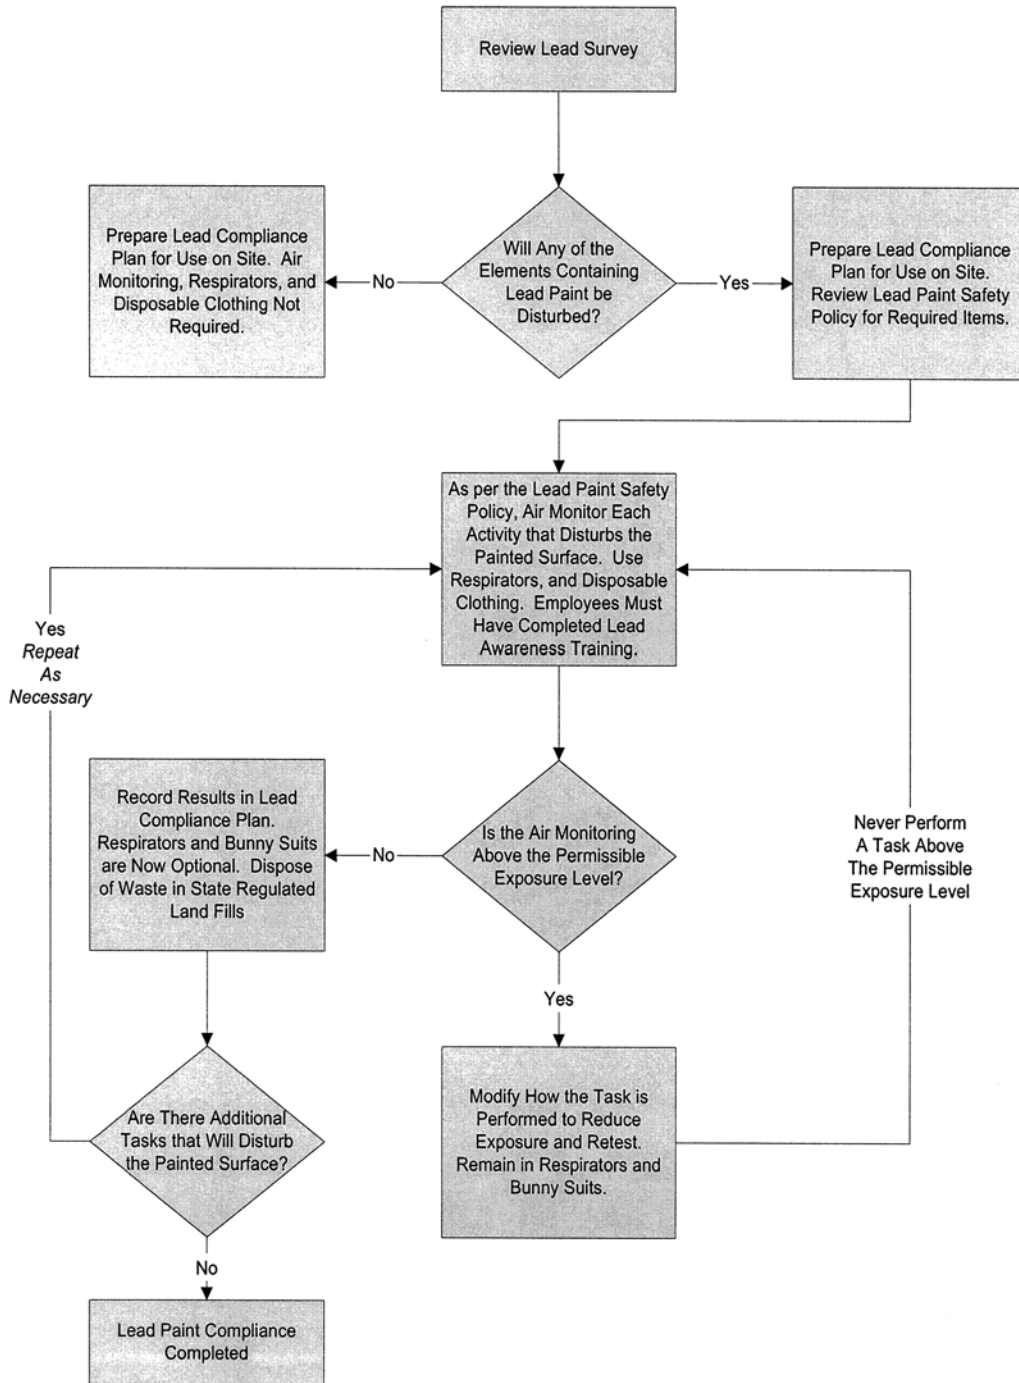 Review Lead Survey
Prepare Lead Compliance
Plan for Use on Site. Air
Monitoring, Respirators, and
Disposable Clothing Not
Required.
No
Will Any of the
Elements Containing
Lead Paint be
Disturbed?
Yes
Prepare Lead Compliance
Plan for Use on Site.
Review Lead Paint Safety
Policy for Required Items.
As per the Lead Paint Safety
Policy, Air Monitor Each
Activity that Disturbs the
Painted Surface. Use
Respirators, and Disposable
Clothing. Employees Must
Have Completed Lead
Awareness Training.
Yes
Repeat
As
Necessary
Record Results in Lead
Compliance Plan.
Respirators and Bunny Suits
are Now Optional. Dispose
of Waste in State Regulated
Land Fills
No
Is the Air Monitoring
Above the Permissible
Exposure Level?
Never Perform
A Task Above
The Permissible
Exposure Level
Yes
Modify How the Task is
Performed to Reduce
Exposure and Retest.
Remain in Respirators and
Bunny Suits.
Are There Additional
Tasks that Will Disturb
the Painted Surface?
No
Lead Paint Compliance
Completed